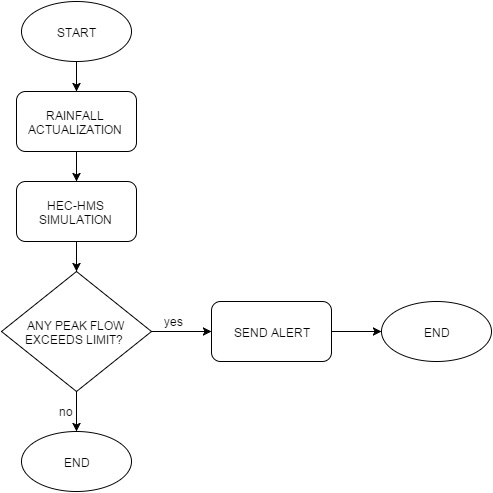 START
RAINFALL
ACTUALIZATION
HEC-HMS
SIMULATION
ANY PEAK FLOW
EXCEEDS LIMIT?
yes
SEND ALERT
END
no
END